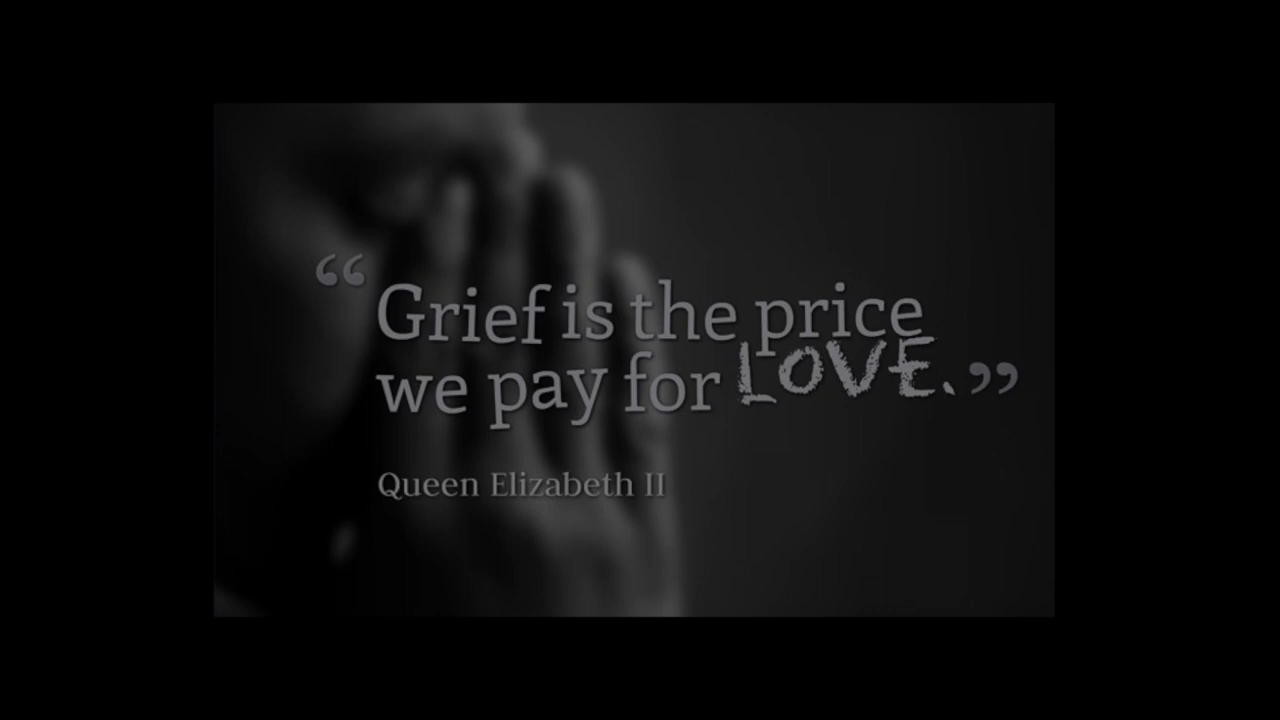 “Grief is the price
we pay for LOVE.”
Queen Elizabeth II